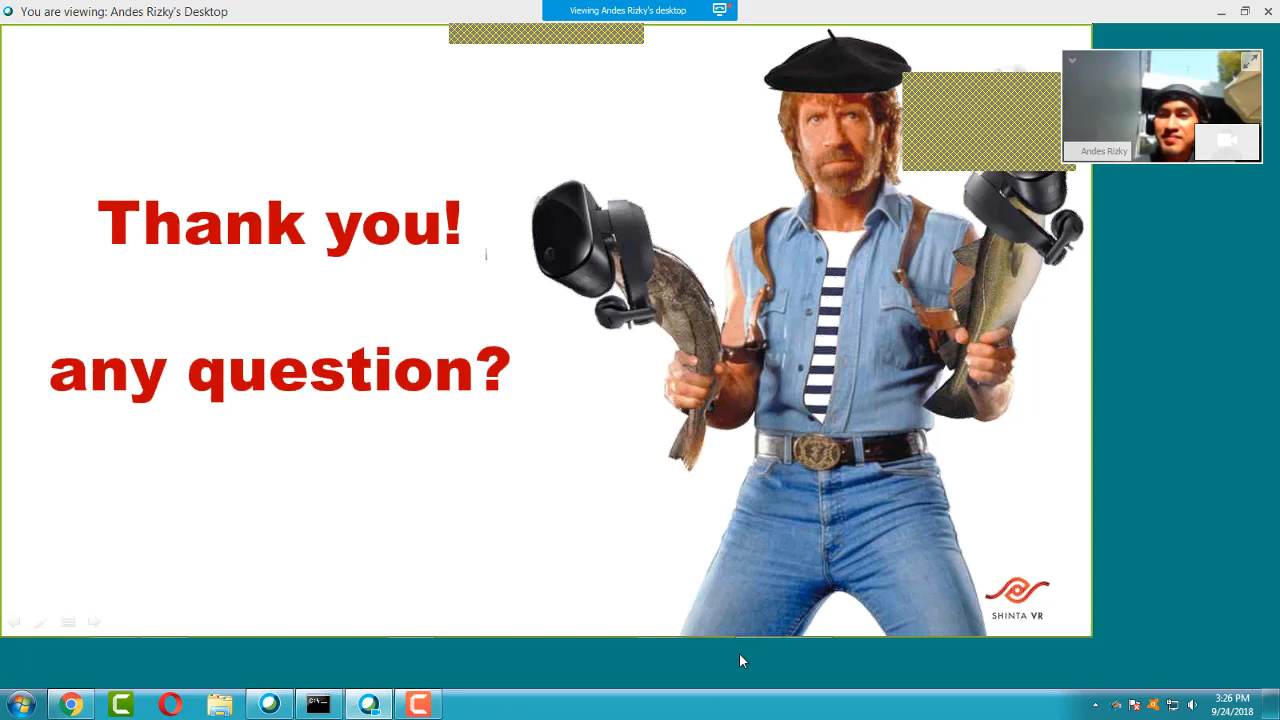 You are viewing: Andes Rizky's Desktop
Viewing Andes Rizky's desktop
Andes Rizky
Thank you!
any question?
SHINTA VR
C:\.
3:26 PM
9/24/2018